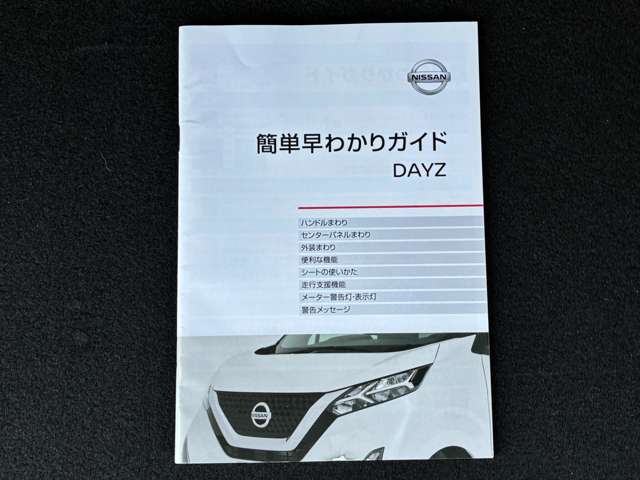 NISSAN
簡単早わかりガイド
DAYZ
ハンドルまわり
センターパネルまわり
外装まわり
便利な機能
シートの使いかた
走行支援機能
メーター警告灯・表示灯
警告メッセージ
NISSAN